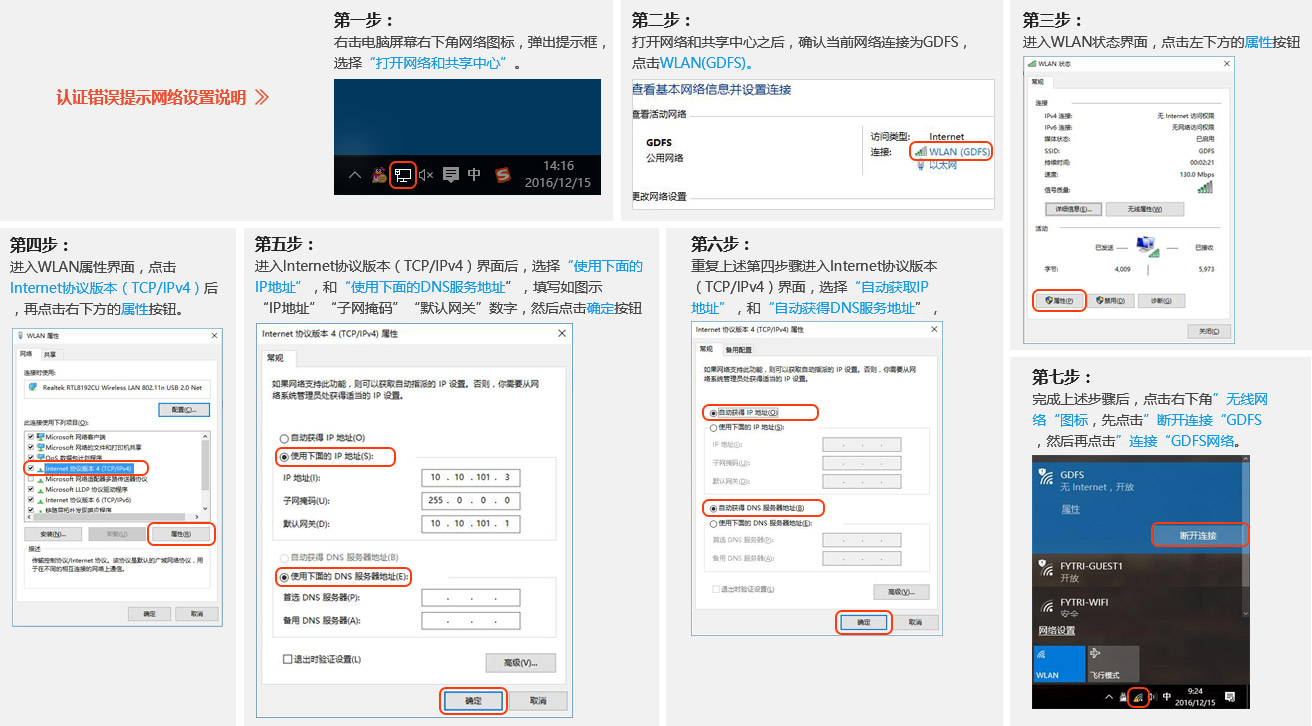 认证错误提示网络设置说明
第一步：
右击电脑屏幕右下角网络图标，弹出提示框，
选择“打开网络和共享中心”。
中
14:16
2016/12/15
第二步：
打开网络和共享中心之后，确认当前网络连接为GDFS，
点击WLAN(GDFS)。
查看基本网络信息并设置连接
查看活动网络
GDFS
公用网络
访问类型: Internet
连接: WLAN (GDFS)
以太网
更改网络设置
第三步：
进入WLAN状态界面，点击左下方的属性按钮
WLAN 状态
常规
连接
IPv4 连接: 无 Internet 访问权限
IPv6 连接: 无网络访问权限
媒体状态: 已启用
SSID: GDFS
持续时间: 00:02:21
速度: 130.0 Mbps
信号质量:
详细信息(E)... 无线属性(W)
活动
已发送 — — 已接收
字节: 4,009 5,973
属性(P) 禁用(D) 诊断(G)
关闭(C)
第四步：
进入WLAN属性界面，点击
Internet协议版本（TCP/IPv4）后
，再点击右下方的属性按钮。
WLAN 属性
网络 共享
连接时使用:
Realtek RTL8192CU Wireless LAN 802.11n USB 2.0 Net
配置(C)...
此连接使用下列项目(O):
Microsoft 网络客户端
Microsoft 网络的文件和打印机共享
QoS 数据包计划程序
Internet 协议版本 4 (TCP/IPv4)
Microsoft 网络适配器多路传送器协议
Microsoft LLDP 协议驱动程序
Internet 协议版本 6 (TCP/IPv6)
链路层拓扑发现响应程序
安装(N)... 卸载(U) 属性(R)
描述
传输控制协议/Internet 协议。该协议是默认的广域网络协议，用
于在不同的相互连接的网络上通信。
确定 取消
第五步：
进入Internet协议版本（TCP/IPv4）界面后，选择“使用下面的
IP地址”，和“使用下面的DNS服务地址”，填写如图示
“IP地址”“子网掩码”“默认网关”数字，然后点击确定按钮
Internet 协议版本 4 (TCP/IPv4) 属性
常规
如果网络支持此功能，则可以获取自动指派的 IP 设置。否则，你需要从网
络系统管理员处获得适当的 IP 设置。
自动获得 IP 地址(O)
使用下面的 IP 地址(S):
IP 地址(I): 10 . 10 . 101 . 3
子网掩码(U): 255 . 0 . 0 . 0
默认网关(D): 10 . 10 . 101 . 1
自动获得 DNS 服务器地址(B)
使用下面的 DNS 服务器地址(E):
首选 DNS 服务器(P): . . .
备用 DNS 服务器(A): . . .
退出时验证设置(L)
高级(V)...
确定 取消
第六步：
重复上述第四步骤进入Internet协议版本
（TCP/IPv4）界面，选择“自动获取IP
地址”，和“自动获得DNS服务地址”，
Internet 协议版本 4 (TCP/IPv4) 属性
常规 备用配置
如果网络支持此功能，则可以获取自动指派的 IP 设置。否则，你需要从网
络系统管理员处获得适当的 IP 设置。
自动获得 IP 地址(O)
使用下面的 IP 地址(S):
IP 地址(I): . . .
子网掩码(U): . . .
默认网关(D): . . .
自动获得 DNS 服务器地址(B)
使用下面的 DNS 服务器地址(E):
首选 DNS 服务器(P): . . .
备用 DNS 服务器(A): . . .
退出时验证设置(L)
高级(V)...
确定 取消
第七步：
完成上述步骤后，点击右下角”无线网
络“图标，先点击”断开连接“GDFS
，然后再点击”连接“GDFS网络。
GDFS
无 Internet，开放
属性
断开连接
FYTRI-GUEST1
开放
FYTRI-WIFI
安全
网络设置
WLAN
飞行模式
中
9:24
2016/12/15